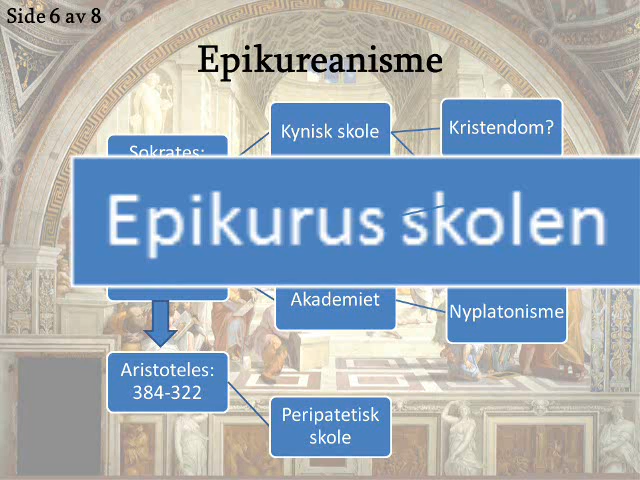 Side 6 av 8
Epikureanisme
Kynisk skole
Kristendom?
Sokrates:
Epikurus skolen
Akademiet
Nyplatonisme
Aristoteles:
384-322
Peripatetisk
skole